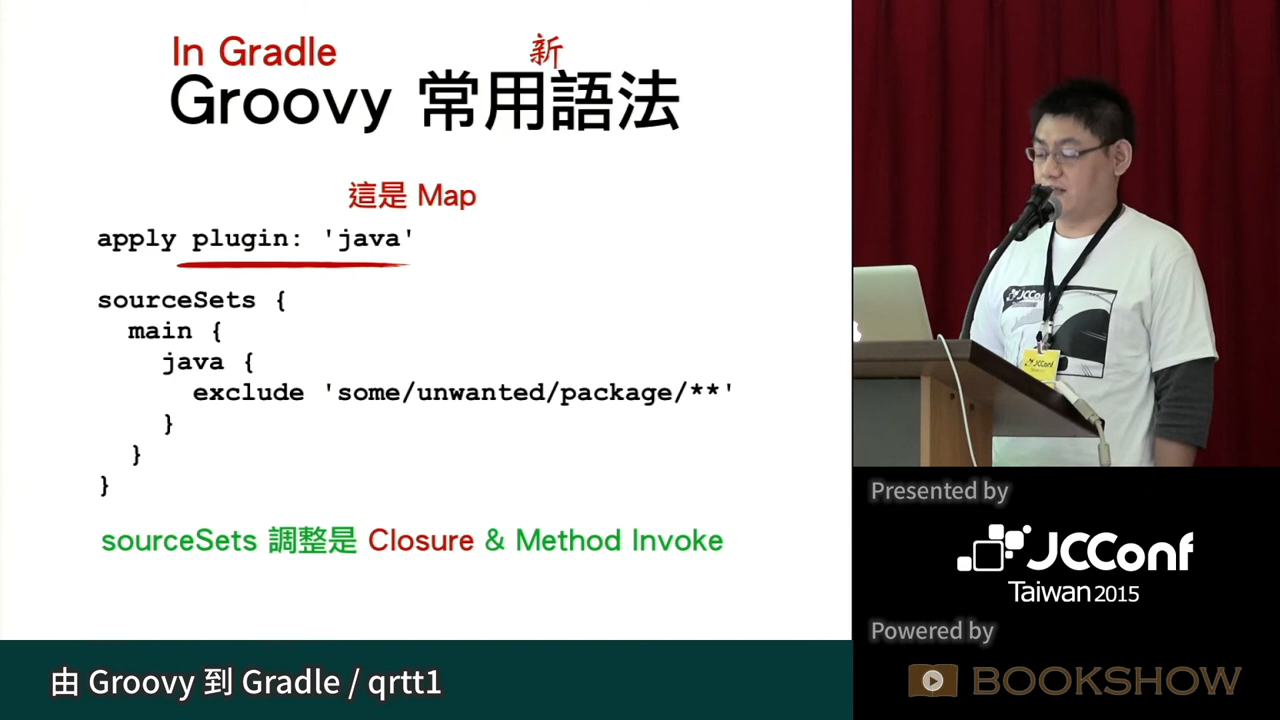 In Gradle
新
Groovy 常用語法
這是 Map
apply plugin: 'java'
sourceSets {
main {
java {
exclude 'some/unwanted/package/**'
}
}
}
sourceSets 調整是 Closure & Method Invoke
由 Groovy 到 Gradle / qrtt1
JCConf
JCConf
Presented by
JCConf
Taiwan 2015
Powered by
BOOKSHOW